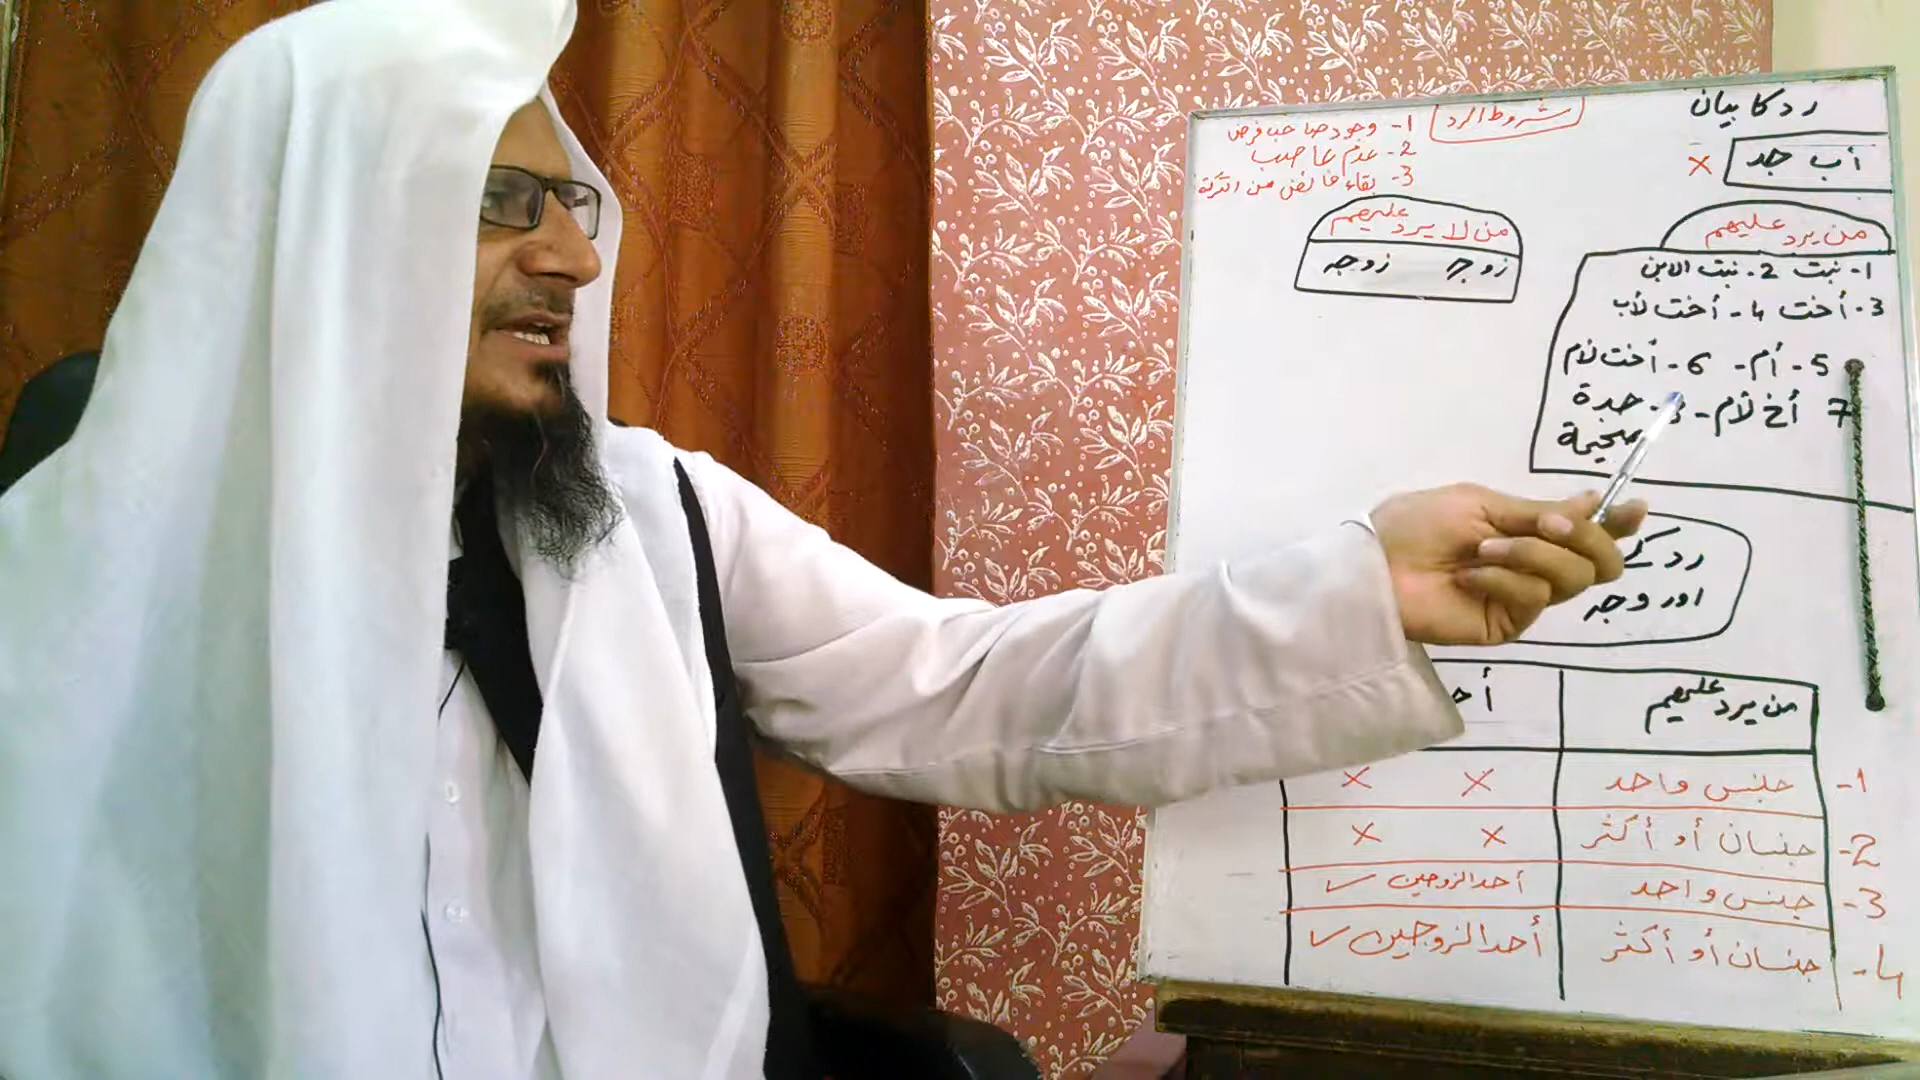 رد کا بیان
أب جد ×
شروط الرد
1- وجود صاحب فرض
2- عدم عاصب
3- بقاء فائض من التركة
من يرد عليهم
1- بنت 2- بنت الابن
3- أخت 4- أخت لأب
5- أم - 6- أخت لأم
7 أخ لأم - جدة
صحيحة
من لا يرد عليهم
زوج زوجه
رد کے
اور وجہ
من يرد عليهم
1- جنس واحد × ×
2- جنسان أو أكثر × ×
3- جنس واحد أحد الزوجين ✓
4- جنسان أو أكثر أحد الزوجين ✓